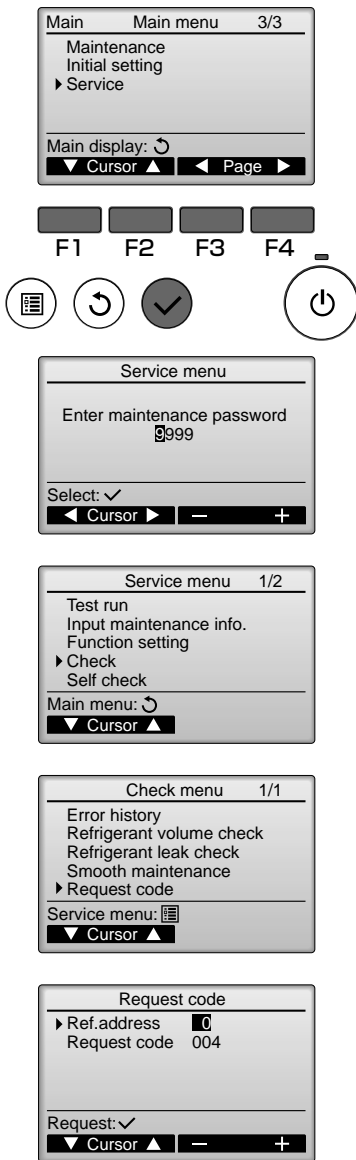 Main Main menu 3/3
Maintenance
Initial setting
Service
Main display:
Cursor Page
F1 F2 F3 F4
Service menu
Enter maintenance password
9999
Select:
Cursor − +
Service menu 1/2
Test run
Input maintenance info.
Function setting
Check
Self check
Main menu:
Cursor
Check menu 1/1
Error history
Refrigerant volume check
Refrigerant leak check
Smooth maintenance
Request code
Service menu:
Cursor
Request code
Ref.address 0
Request code 004
Request:
Cursor − +